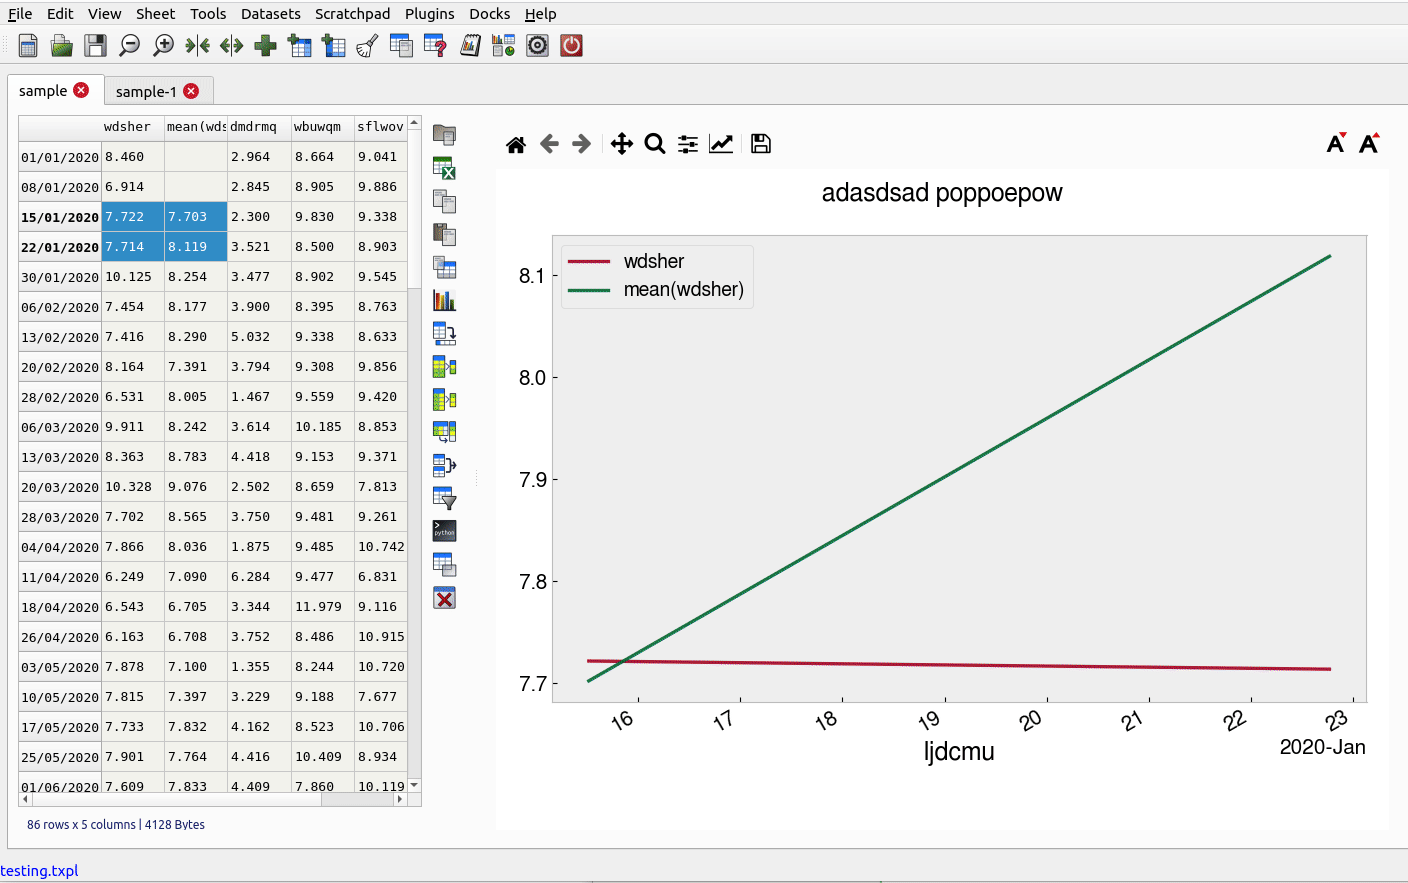 File Edit View Sheet Tools Datasets Scratchpad Plugins Docks Help
sample sample-1
wdsher mean(wds dmdrmq wbuwqm sflwov
01/01/2020 8.460 2.964 8.664 9.041
08/01/2020 6.914 2.845 8.905 9.886
15/01/2020 7.722 7.703 2.300 9.830 9.338
22/01/2020 7.714 8.119 3.521 8.500 8.903
30/01/2020 10.125 8.254 3.477 8.902 9.545
06/02/2020 7.454 8.177 3.900 8.395 8.763
13/02/2020 7.416 8.290 5.032 9.338 8.633
20/02/2020 8.164 7.391 3.794 9.308 9.856
28/02/2020 6.531 8.005 1.467 9.559 9.420
06/03/2020 9.911 8.242 3.614 10.185 8.853
13/03/2020 8.363 8.783 4.418 9.153 9.371
20/03/2020 10.328 9.076 2.502 8.659 7.813
28/03/2020 7.702 8.565 3.750 9.481 9.261
04/04/2020 7.866 8.036 1.875 9.485 10.742
11/04/2020 6.249 7.090 6.284 9.477 6.831
18/04/2020 6.543 6.705 3.344 11.979 9.116
26/04/2020 6.163 6.708 3.752 8.486 10.915
03/05/2020 7.878 7.100 1.355 8.244 10.720
10/05/2020 7.815 7.397 3.229 9.188 7.677
17/05/2020 7.733 7.832 4.162 8.523 10.706
25/05/2020 7.901 7.764 4.416 10.409 8.934
01/06/2020 7.609 7.833 4.409 7.860 10.119
86 rows x 5 columns | 4128 Bytes
python
A A
adasdsad poppoepow
wdsher
mean(wdsher)
8.1
8.0
7.9
7.8
7.7
16 17 18 19 20 21 22 23
ljdcmu
2020-Jan
testing.txpl